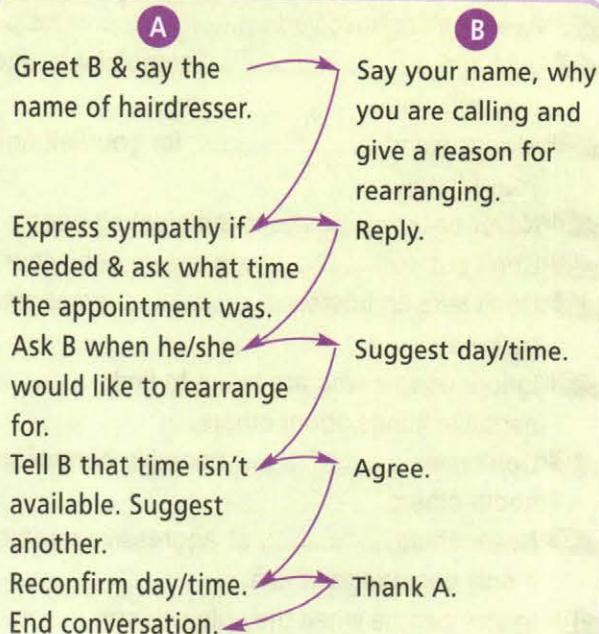 A
Greet B & say the
name of hairdresser.
Express sympathy if
needed & ask what time
the appointment was.
Ask B when he/she
would like to rearrange
for.
Tell B that time isn't
available. Suggest
another.
Reconfirm day/time.
End conversation.
B
Say your name, why
you are calling and
give a reason for
rearranging.
Reply.
Suggest day/time.
Agree.
Thank A.